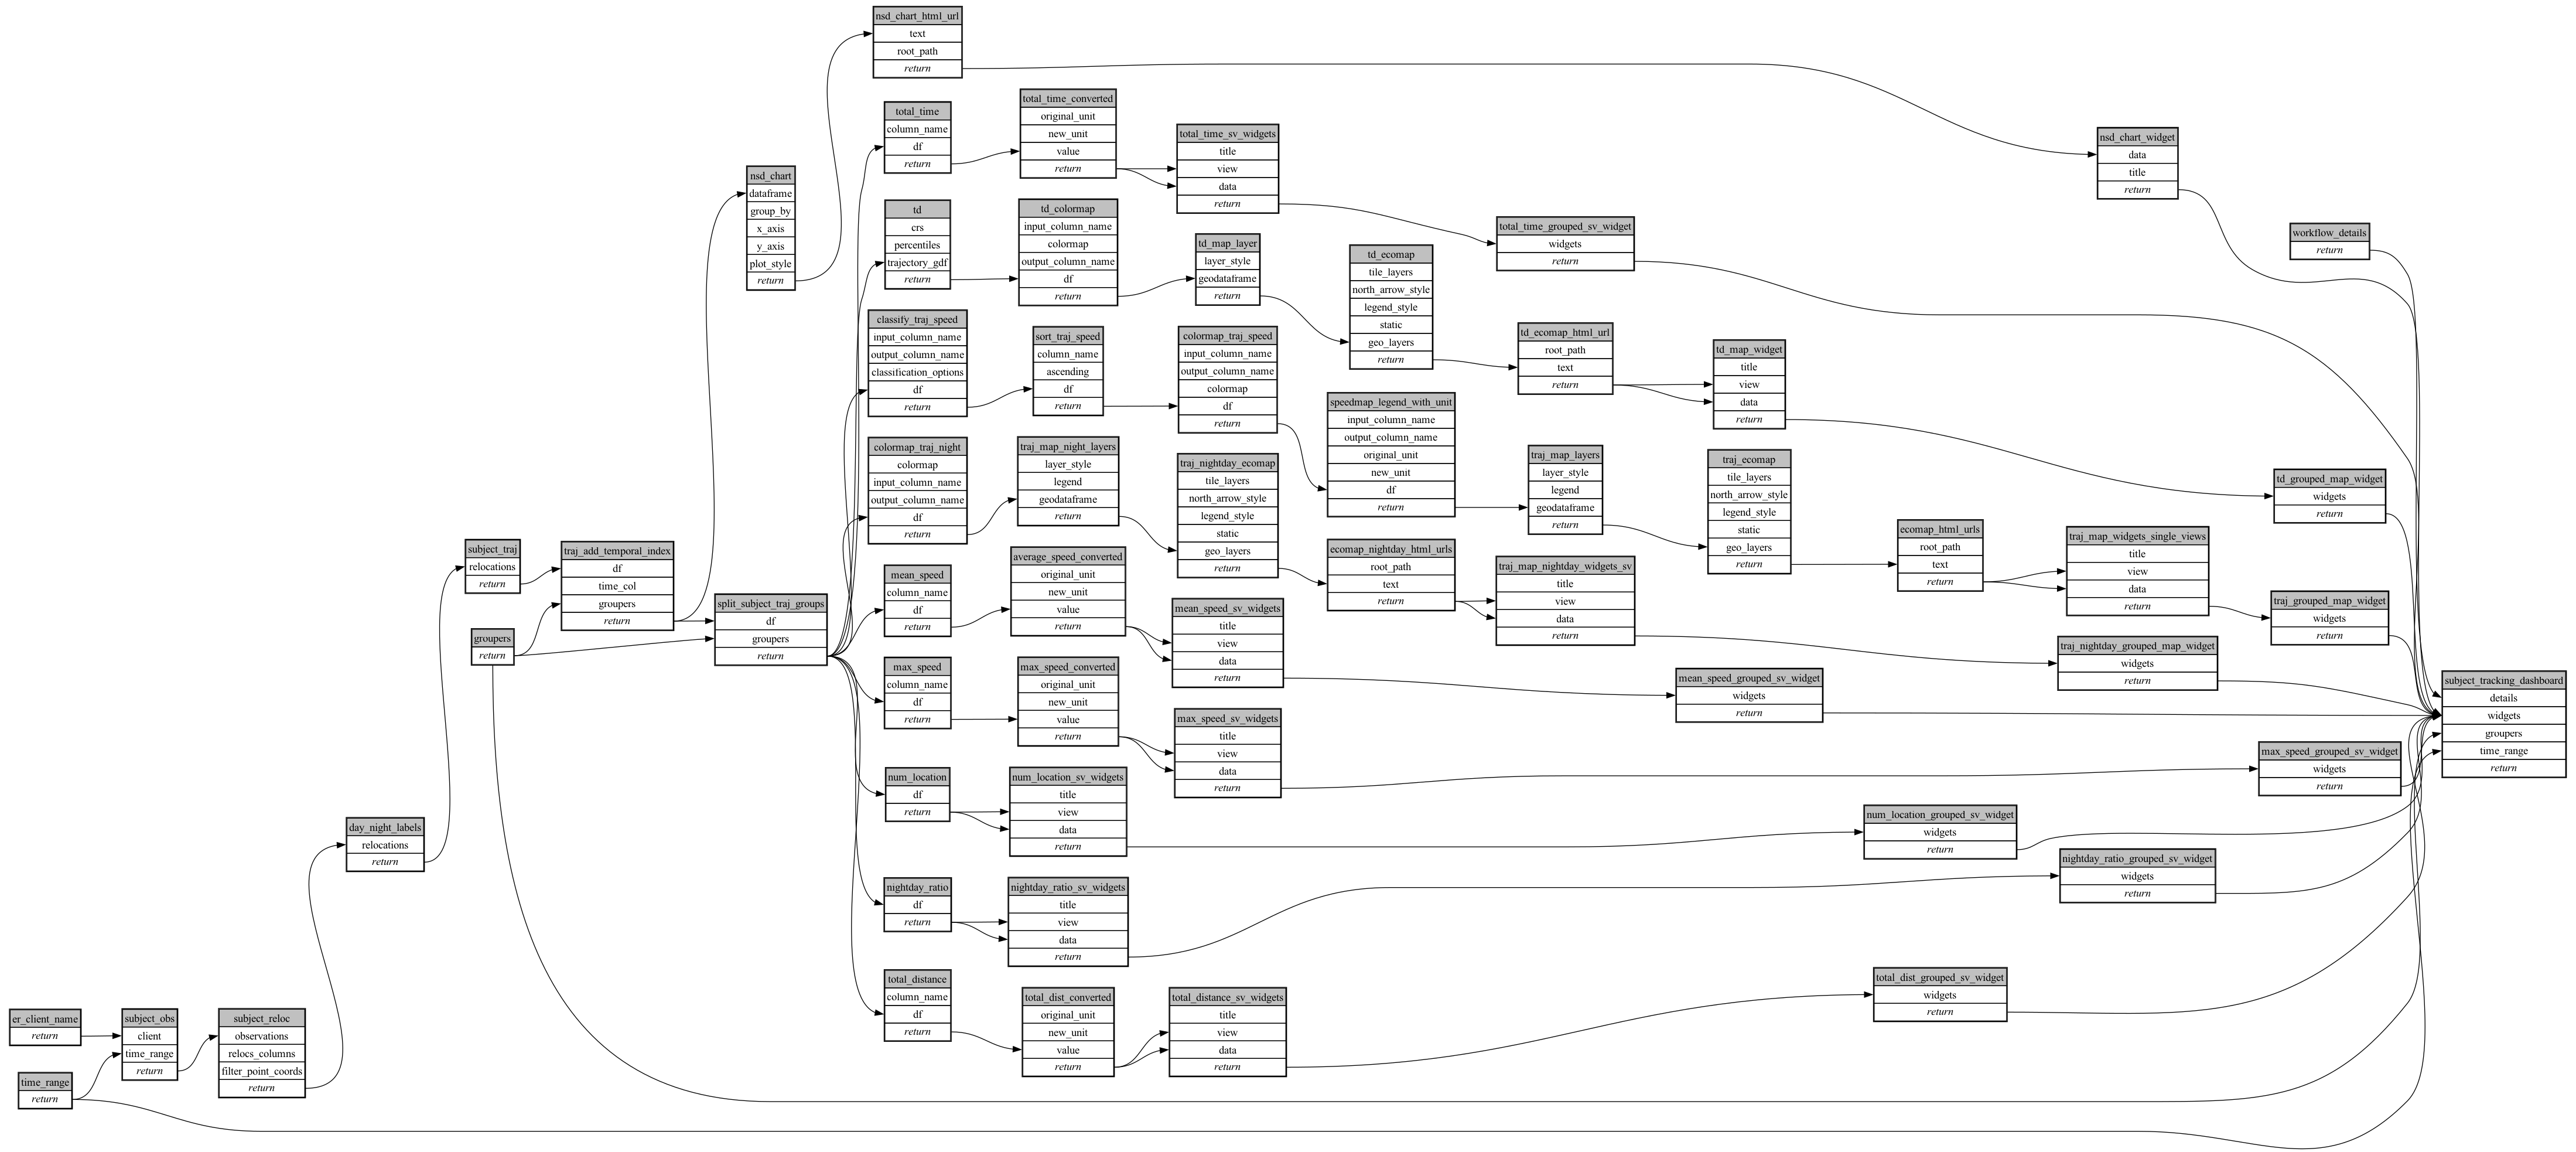 nsd_chart_html_url
text
root_path
return
total_time
column_name
df
return
total_time_converted
original_unit
new_unit
value
return
total_time_sv_widgets
title
view
data
return
nsd_chart_widget
data
title
return
nsd_chart
dataframe
group_by
x_axis
y_axis
plot_style
return
td
crs
percentiles
trajectory_gdf
return
td_colormap
input_column_name
colormap
output_column_name
df
return
td_map_layer
layer_style
geodataframe
return
td_ecomap
tile_layers
north_arrow_style
legend_style
static
geo_layers
return
total_time_grouped_sv_widget
widgets
return
workflow_details
return
classify_traj_speed
input_column_name
output_column_name
classification_options
df
return
sort_traj_speed
column_name
ascending
df
return
colormap_traj_speed
input_column_name
output_column_name
colormap
df
return
td_ecomap_html_url
root_path
text
return
td_map_widget
title
view
data
return
speedmap_legend_with_unit
input_column_name
output_column_name
original_unit
new_unit
df
return
colormap_traj_night
colormap
input_column_name
output_column_name
df
return
traj_map_night_layers
layer_style
legend
geodataframe
return
traj_nightday_ecomap
tile_layers
north_arrow_style
legend_style
static
geo_layers
return
traj_map_layers
layer_style
legend
geodataframe
return
traj_ecomap
tile_layers
north_arrow_style
legend_style
static
geo_layers
return
td_grouped_map_widget
widgets
return
ecomap_html_urls
root_path
text
return
traj_map_widgets_single_views
title
view
data
return
subject_traj
relocations
return
traj_add_temporal_index
df
time_col
groupers
return
groupers
return
split_subject_traj_groups
df
groupers
return
mean_speed
column_name
df
return
average_speed_converted
original_unit
new_unit
value
return
ecomap_nightday_html_urls
root_path
text
return
traj_map_nightday_widgets_sv
title
view
data
return
traj_grouped_map_widget
widgets
return
mean_speed_sv_widgets
title
view
data
return
traj_nightday_grouped_map_widget
widgets
return
max_speed
column_name
df
return
max_speed_converted
original_unit
new_unit
value
return
mean_speed_grouped_sv_widget
widgets
return
subject_tracking_dashboard
details
widgets
groupers
time_range
return
max_speed_sv_widgets
title
view
data
return
max_speed_grouped_sv_widget
widgets
return
num_location
df
return
num_location_sv_widgets
title
view
data
return
num_location_grouped_sv_widget
widgets
return
day_night_labels
relocations
return
nightday_ratio
df
return
nightday_ratio_sv_widgets
title
view
data
return
nightday_ratio_grouped_sv_widget
widgets
return
total_distance
column_name
df
return
total_dist_converted
original_unit
new_unit
value
return
total_distance_sv_widgets
title
view
data
return
total_dist_grouped_sv_widget
widgets
return
er_client_name
return
subject_obs
client
time_range
return
subject_reloc
observations
relocs_columns
filter_point_coords
return
time_range
return